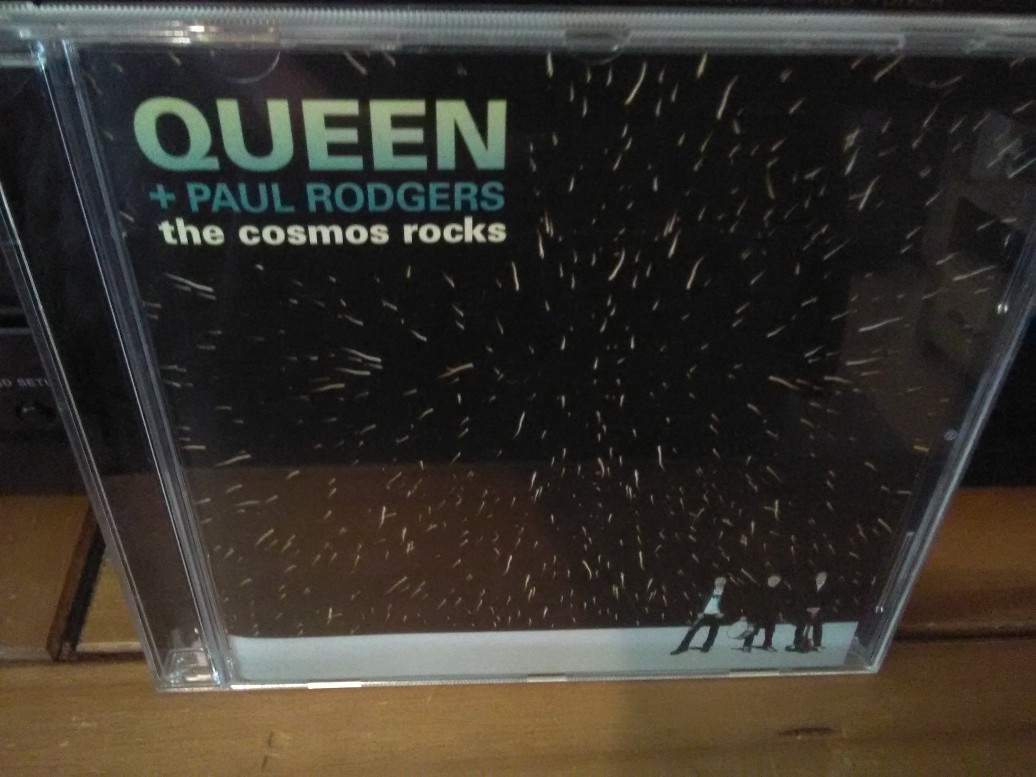 QUEEN
+ PAUL RODGERS
the cosmos rocks